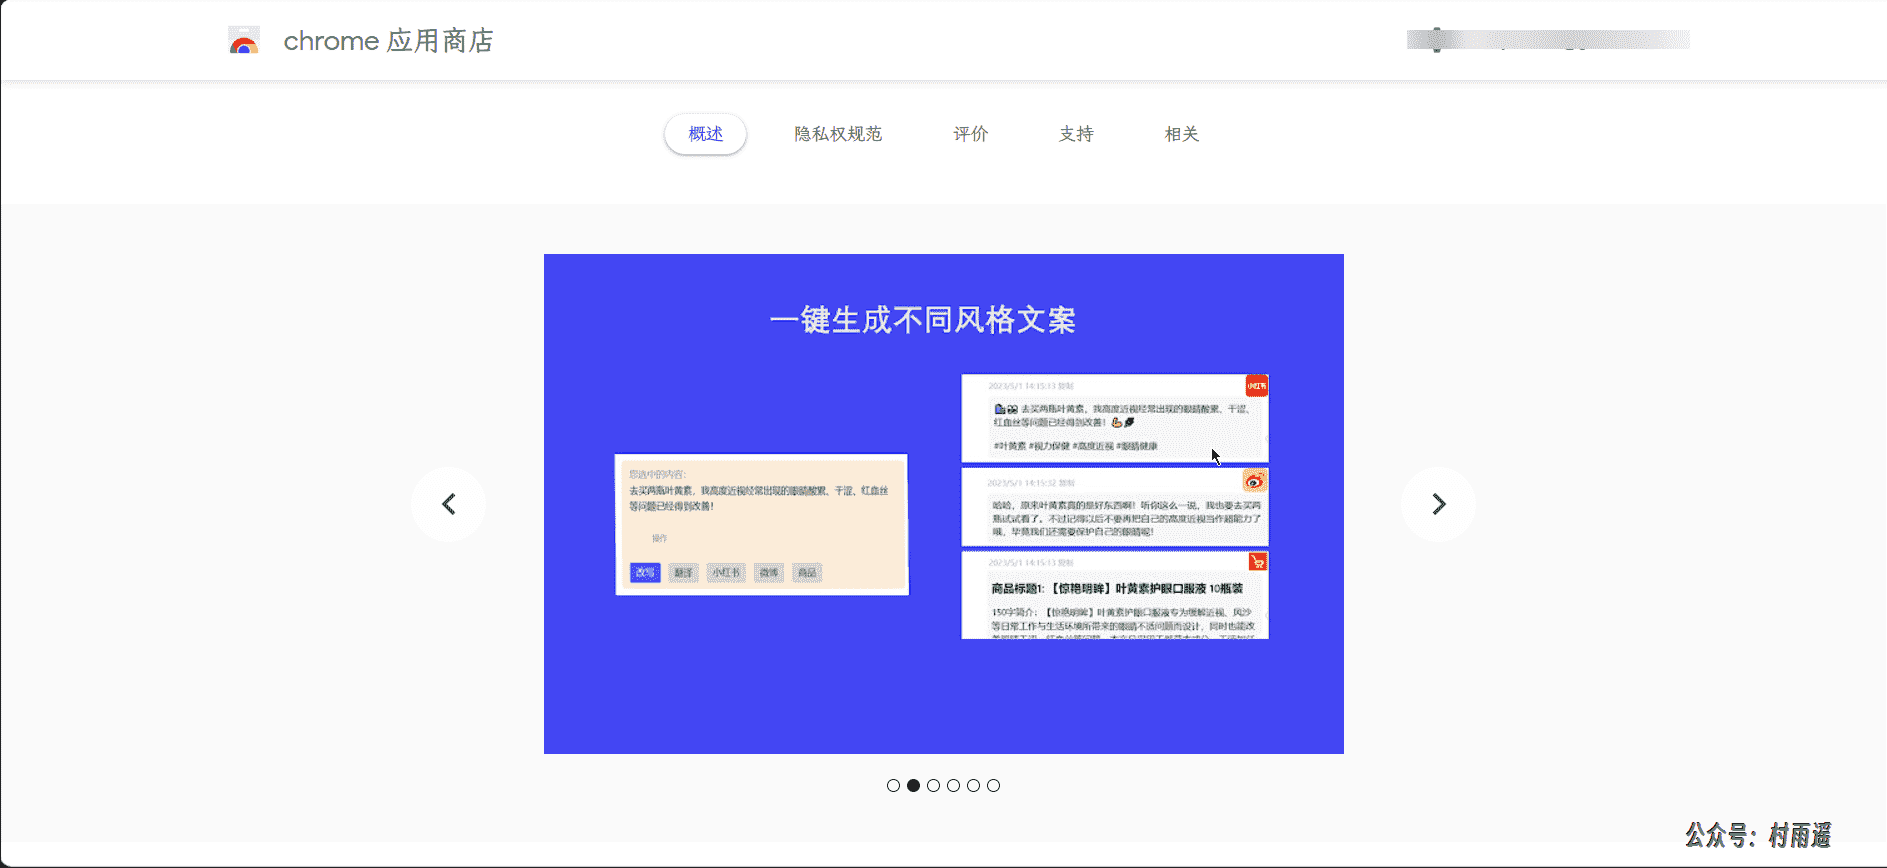 chrome 应用商店
概述 隐私权规范 评价 支持 相关
一键生成不同风格文案
您选中的内容：
去买两瓶叶黄素，我高度近视经常出现的眼睛酸累、干涩、红血丝
等问题已经得到改善！
操作
改写 翻译 小红书 微博 商品
2023/5/1 14:15:13 复制
小红书
去买两瓶叶黄素，我高度近视经常出现的眼睛酸累、干涩、
红血丝等问题已经得到改善！
#叶黄素 #视力保健 #高度近视 #眼睛健康
2023/5/1 14:15:32 复制
哈哈，原来叶黄素真的是好东西啊！听你这么一说，我也要去买两
瓶试试看了。不过记得以后不要再把自己的高度近视当作超能力了
哦，毕竟我们还需要保护自己的眼睛呢！
2023/5/1 14:15:13 复制
商品标题1:【惊艳明眸】叶黄素护眼口服液 10瓶装
150字简介：【惊艳明眸】叶黄素护眼口服液专为缓解近视、风沙
等日常工作与生活环境所带来的眼睛不适问题而设计，同时也能改
公众号：村雨遥